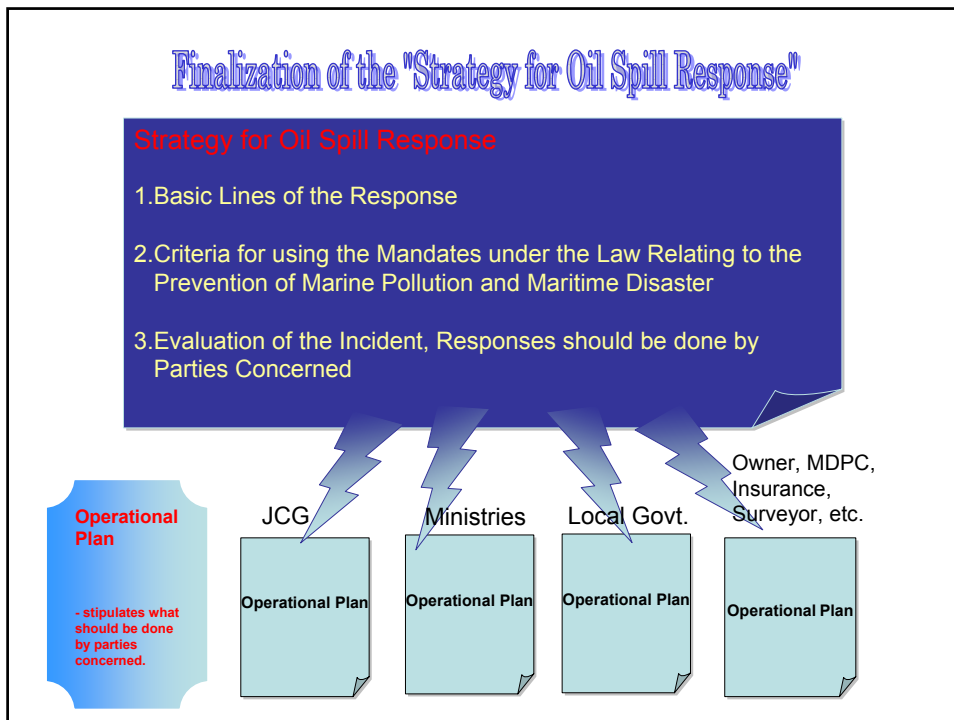 Finalization of the "Strategy for Oil Spill Response"
Strategy for Oil Spill Response
1.Basic Lines of the Response
2.Criteria for using the Mandates under the Law Relating to the
Prevention of Marine Pollution and Maritime Disaster
3.Evaluation of the Incident, Responses should be done by
Parties Concerned
Operational
Plan
- stipulates what
should be done
by parties
concerned.
JCG
Operational Plan
Ministries
Operational Plan
Local Govt.
Operational Plan
Owner, MDPC,
Insurance,
Surveyor, etc.
Operational Plan